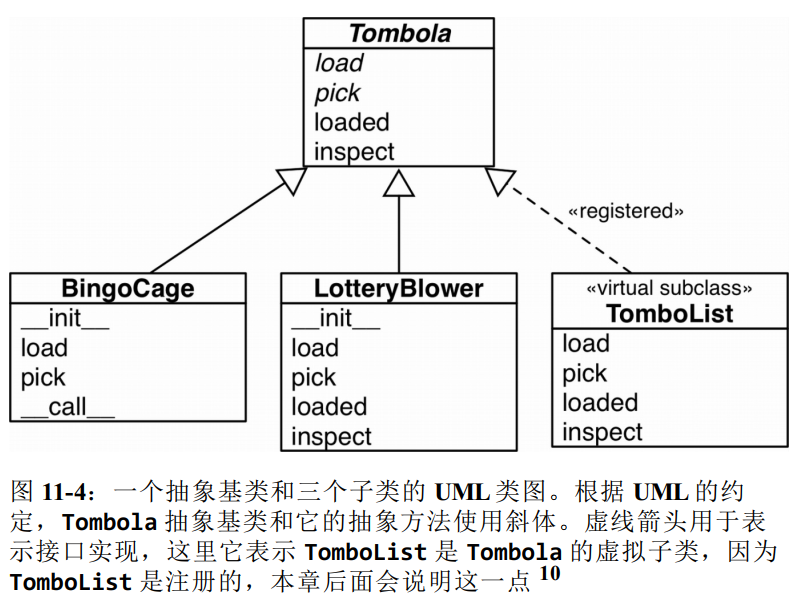 Tombola
load
pick
loaded
inspect
«registered»
BingoCage
__init__
load
pick
__call__
LotteryBlower
__init__
load
pick
loaded
inspect
«virtual subclass»
TomboList
load
pick
loaded
inspect
图 11-4：一个抽象基类和三个子类的 UML 类图。根据 UML 的约
定，Tombola 抽象基类和它的抽象方法使用斜体。虚线箭头用于表
示接口实现，这里它表示 TomboList 是 Tombola 的虚拟子类，因为
TomboList 是注册的，本章后面会说明这一点 10